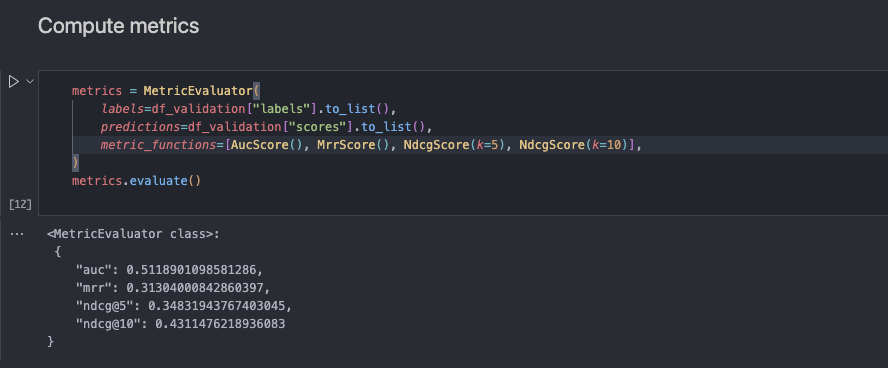 Compute metrics
metrics = MetricEvaluator(
labels=df_validation["labels"].to_list(),
predictions=df_validation["scores"].to_list(),
metric_functions=[AucScore(), MrrScore(), NdcgScore(k=5), NdcgScore(k=10)],
)
metrics.evaluate()
[12]
...
<MetricEvaluator class>:
{
"auc": 0.5118901098581286,
"mrr": 0.31304000842860397,
"ndcg@5": 0.34831943767403045,
"ndcg@10": 0.4311476218936083
}